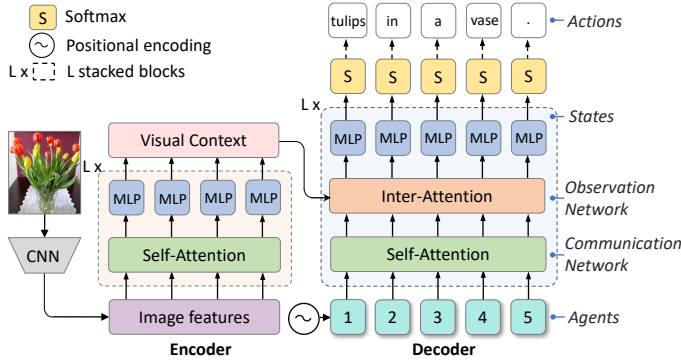 S Softmax
Positional encoding
L x L stacked blocks
tulips in a vase . Actions
S S S S S
L x
States
MLP MLP MLP MLP MLP
Visual Context
L x
MLP MLP MLP MLP
Inter-Attention
Observation
Network
CNN
Self-Attention
Self-Attention
Communication
Network
Image features
1 2 3 4 5
Agents
Encoder
Decoder